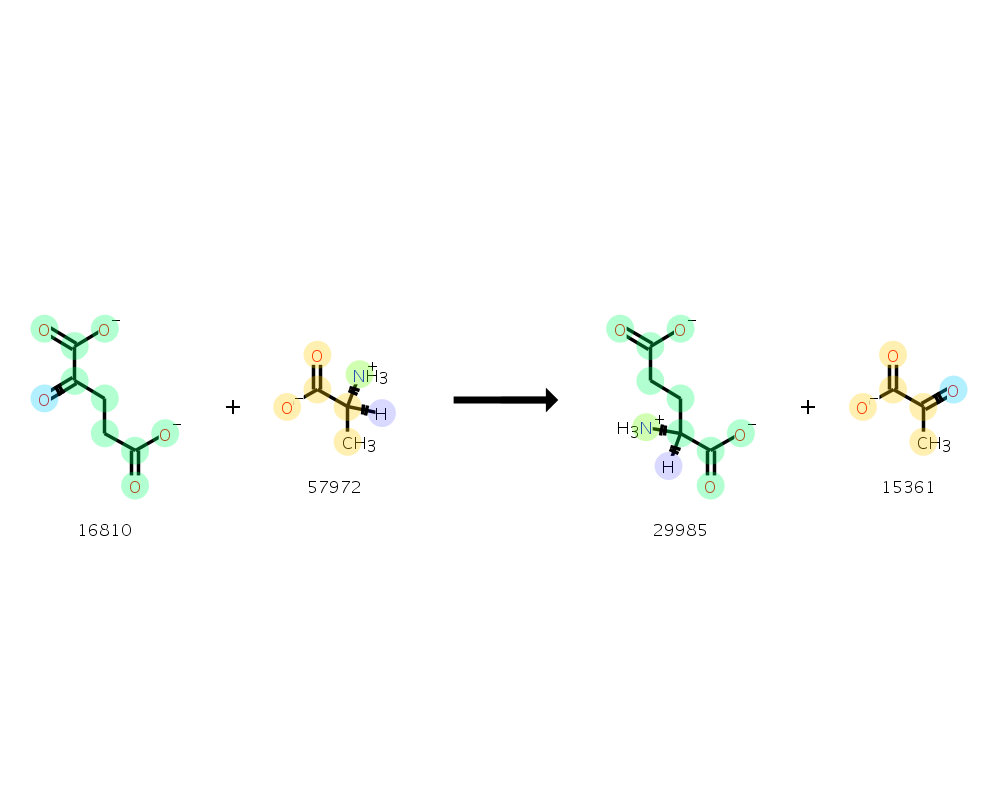 O O⁻ O O⁻ O
+
O O⁻ NH₃⁺ H CH₃
O O⁻ H₃N⁺ H O⁻ O
+
O O⁻ O CH₃
57972
15361
16810
29985